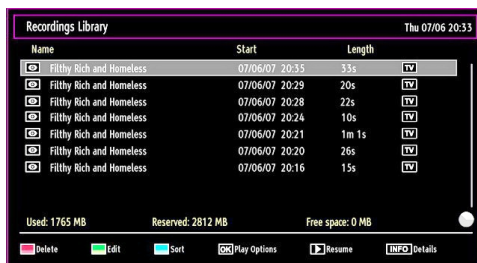 Recordings Library Thu 07/06 20:33
Name Start Length
Filthy Rich and Homeless 07/06/07 20:35 33s TV
Filthy Rich and Homeless 07/06/07 20:29 20s TV
Filthy Rich and Homeless 07/06/07 20:28 22s TV
Filthy Rich and Homeless 07/06/07 20:24 10s TV
Filthy Rich and Homeless 07/06/07 20:21 1m 1s TV
Filthy Rich and Homeless 07/06/07 20:20 26s TV
Filthy Rich and Homeless 07/06/07 20:16 15s TV
Used: 1765 MB Reserved: 2812 MB Free space: 0 MB
Delete Edit Sort OK Play Options Resume INFO Details